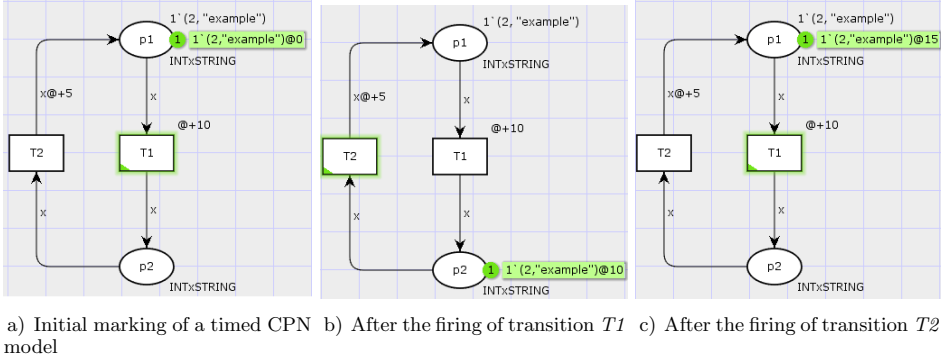 1`(2, "example")
p1
1
1`(2,"example")@0
INTxSTRING
x
x@+5
@+10
T2
T1
x
x
p2
INTxSTRING
a) Initial marking of a timed CPN
model
1`(2, "example")
p1
INTxSTRING
x
x@+5
@+10
T2
T1
x
x
p2
1
1`(2,"example")@10
INTxSTRING
b) After the firing of transition T1
1`(2, "example")
p1
1
1`(2,"example")@15
INTxSTRING
x
x@+5
@+10
T2
T1
x
x
p2
INTxSTRING
c) After the firing of transition T2